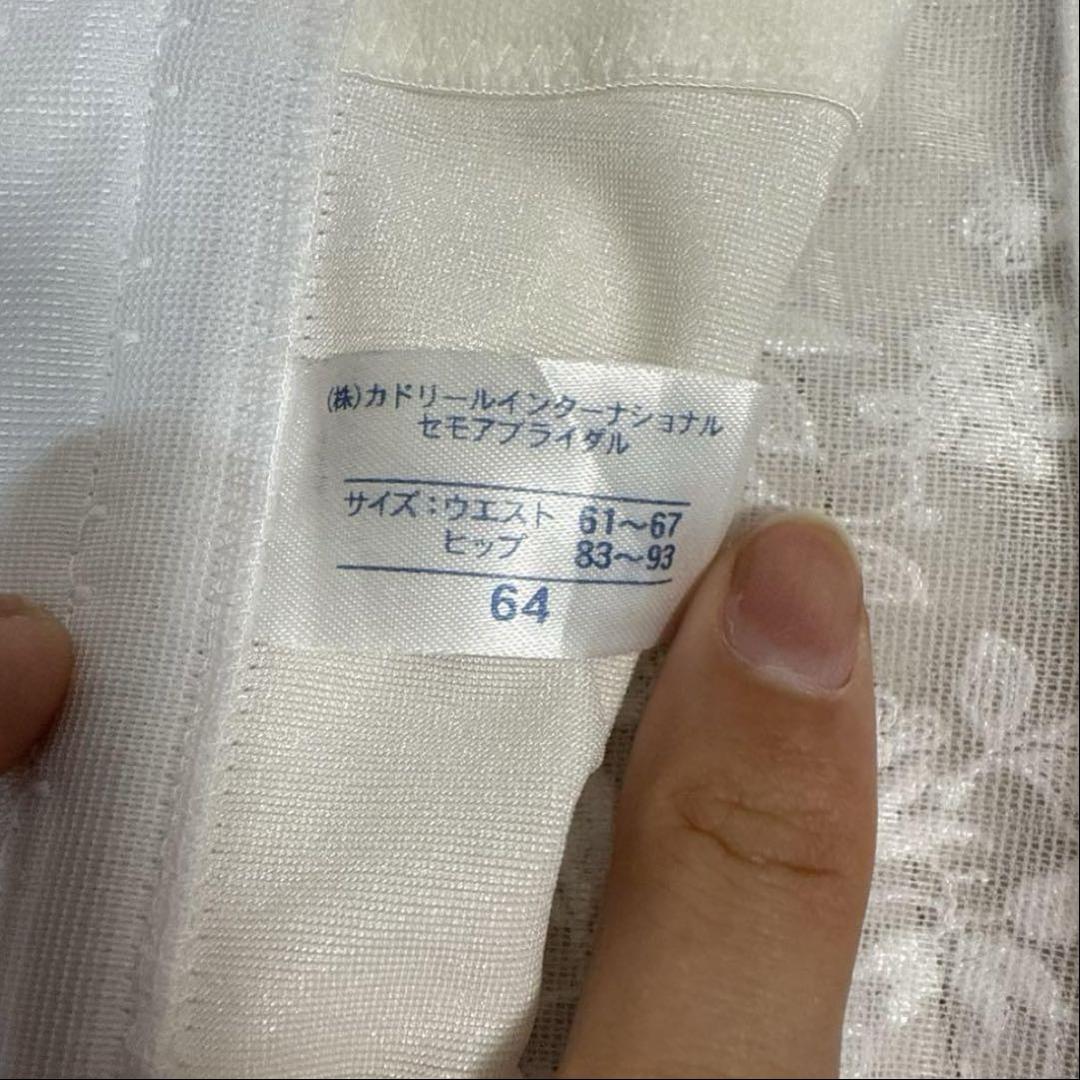 (株)カドリールインターナショナル
セモアブライダル
サイズ：ウエスト 61〜67
ヒップ 83〜93
64